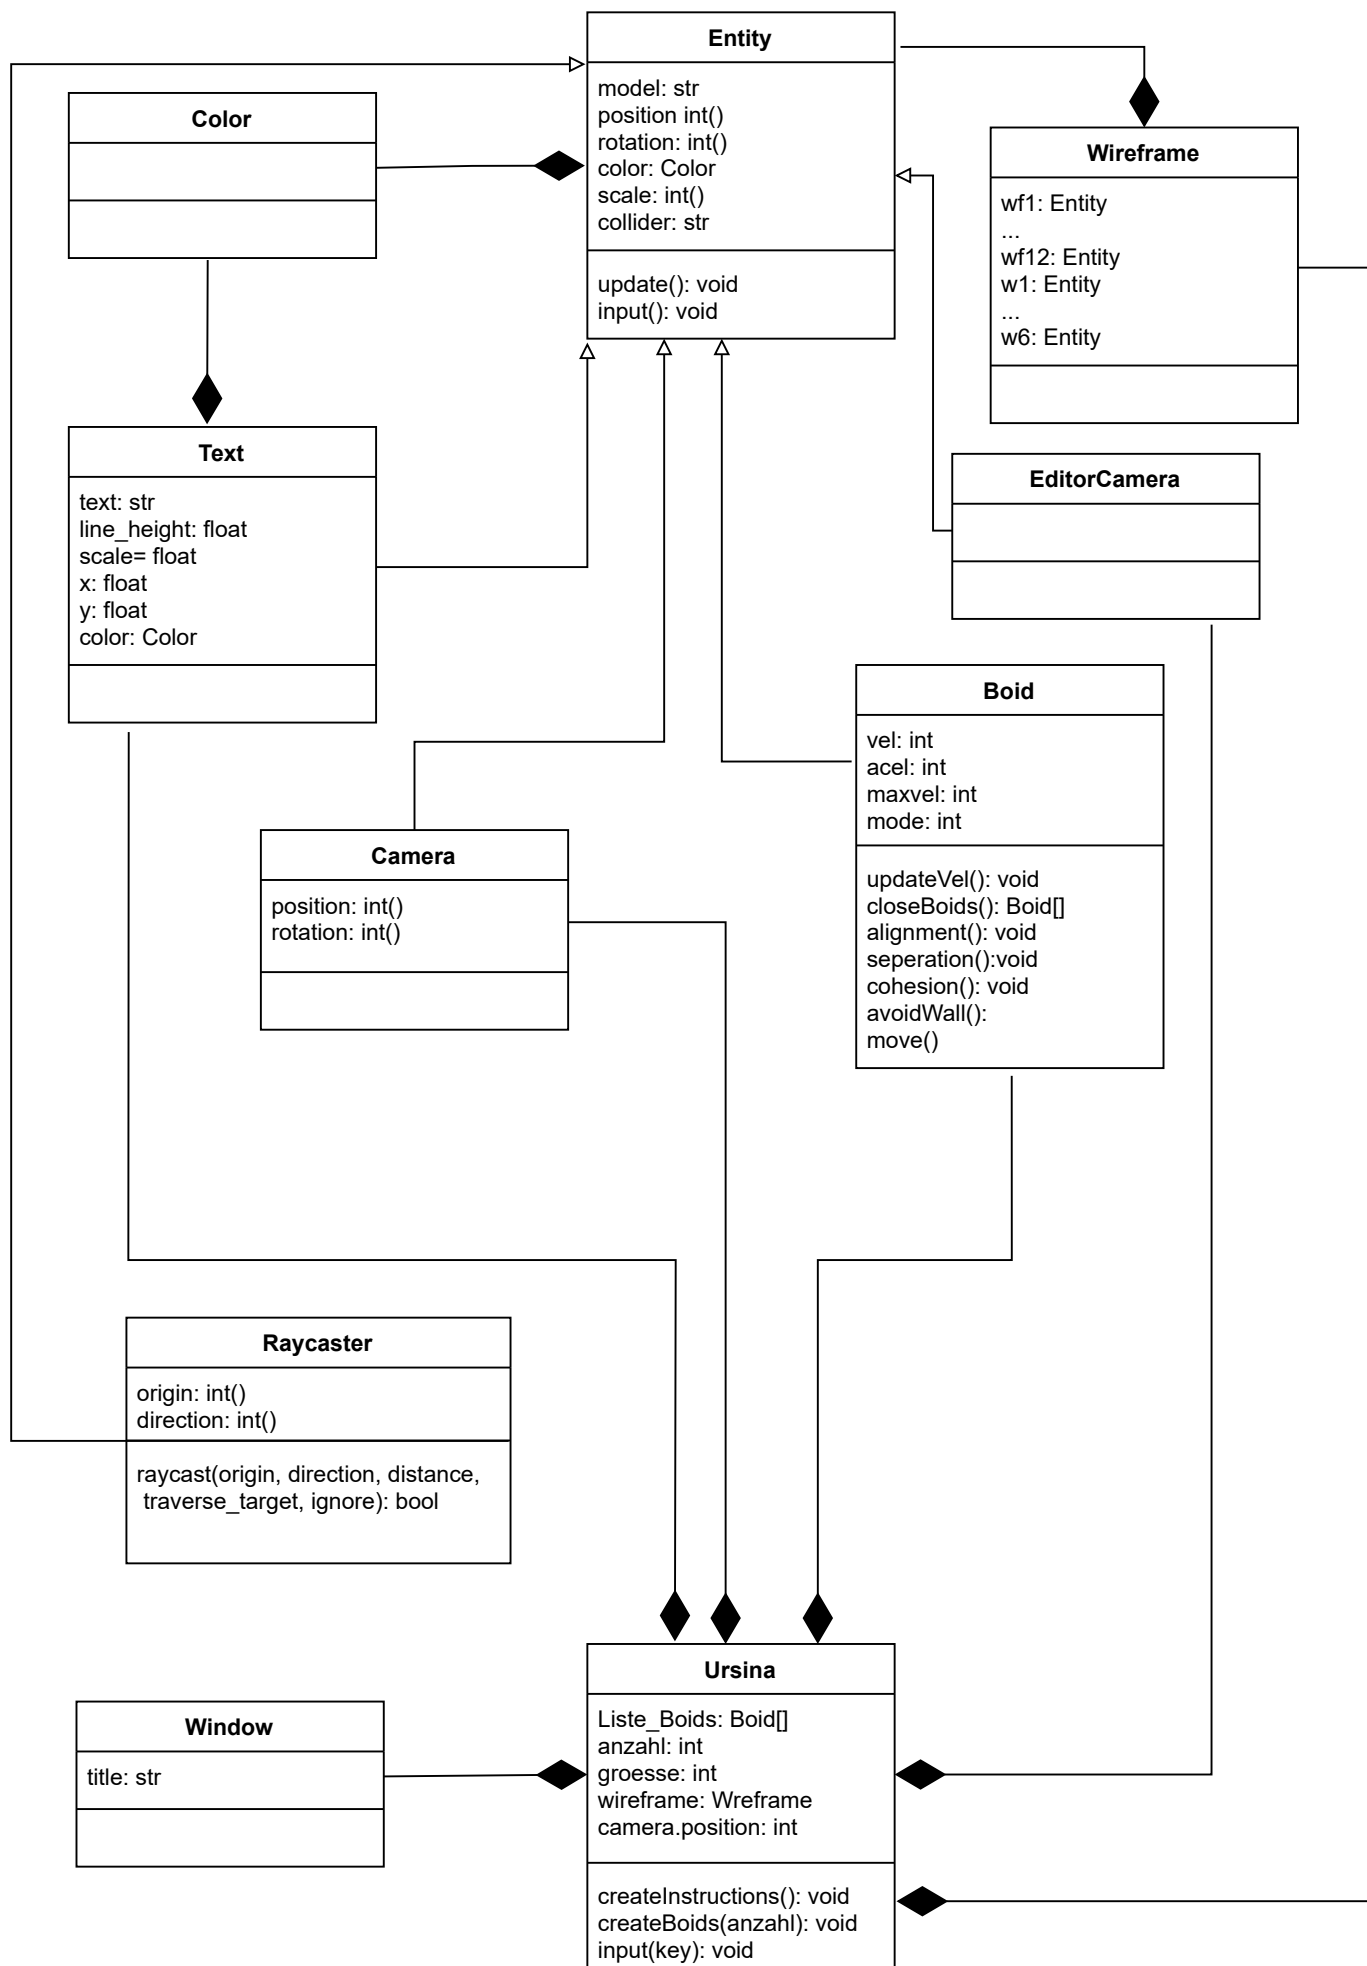 Entity
model: str
position int()
rotation: int()
color: Color
scale: int()
collider: str
update(): void
input(): void
Color
Wireframe
wf1: Entity
...
wf12: Entity
w1: Entity
...
w6: Entity
Text
text: str
line_height: float
scale= float
x: float
y: float
color: Color
EditorCamera
Boid
vel: int
acel: int
maxvel: int
mode: int
updateVel(): void
closeBoids(): Boid[]
alignment(): void
seperation():void
cohesion(): void
avoidWall():
move()
Camera
position: int()
rotation: int()
Raycaster
origin: int()
direction: int()
raycast(origin, direction, distance,
traverse_target, ignore): bool
Ursina
Liste_Boids: Boid[]
anzahl: int
groesse: int
wireframe: Wreframe
camera.position: int
createInstructions(): void
createBoids(anzahl): void
input(key): void
Window
title: str